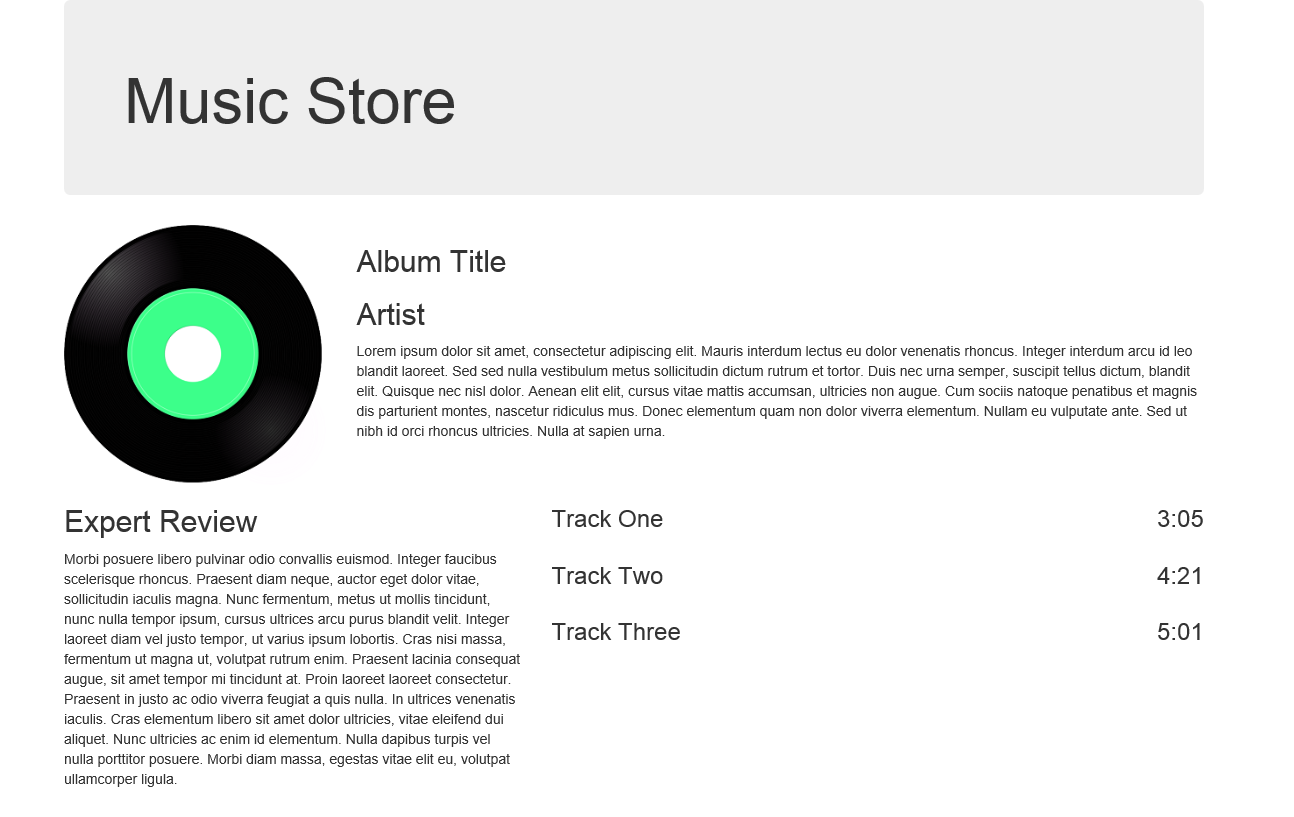 Music Store
Album Title
Artist
Lorem ipsum dolor sit amet, consectetur adipiscing elit. Mauris interdum lectus eu dolor venenatis rhoncus. Integer interdum arcu id leo
blandit laoreet. Sed sed nulla vestibulum metus sollicitudin dictum rutrum et tortor. Duis nec urna semper, suscipit tellus dictum, blandit
elit. Quisque nec nisl dolor. Aenean elit elit, cursus vitae mattis accumsan, ultricies non augue. Cum sociis natoque penatibus et magnis
dis parturient montes, nascetur ridiculus mus. Donec elementum quam non dolor viverra elementum. Nullam eu vulputate ante. Sed ut
nibh id orci rhoncus ultricies. Nulla at sapien urna.
Expert Review
Morbi posuere libero pulvinar odio convallis euismod. Integer faucibus
scelerisque rhoncus. Praesent diam neque, auctor eget dolor vitae,
sollicitudin iaculis magna. Nunc fermentum, metus ut mollis tincidunt,
nunc nulla tempor ipsum, cursus ultrices arcu purus blandit velit. Integer
laoreet diam vel justo tempor, ut varius ipsum lobortis. Cras nisi massa,
fermentum ut magna ut, volutpat rutrum enim. Praesent lacinia consequat
augue, sit amet tempor mi tincidunt at. Proin laoreet laoreet consectetur.
Praesent in justo ac odio viverra feugiat a quis nulla. In ultrices venenatis
iaculis. Cras elementum libero sit amet dolor ultricies, vitae eleifend dui
aliquet. Nunc ultricies ac enim id elementum. Nulla dapibus turpis vel
nulla porttitor posuere. Morbi diam massa, egestas vitae elit eu, volutpat
ullamcorper ligula.
Track One 3:05
Track Two 4:21
Track Three 5:01